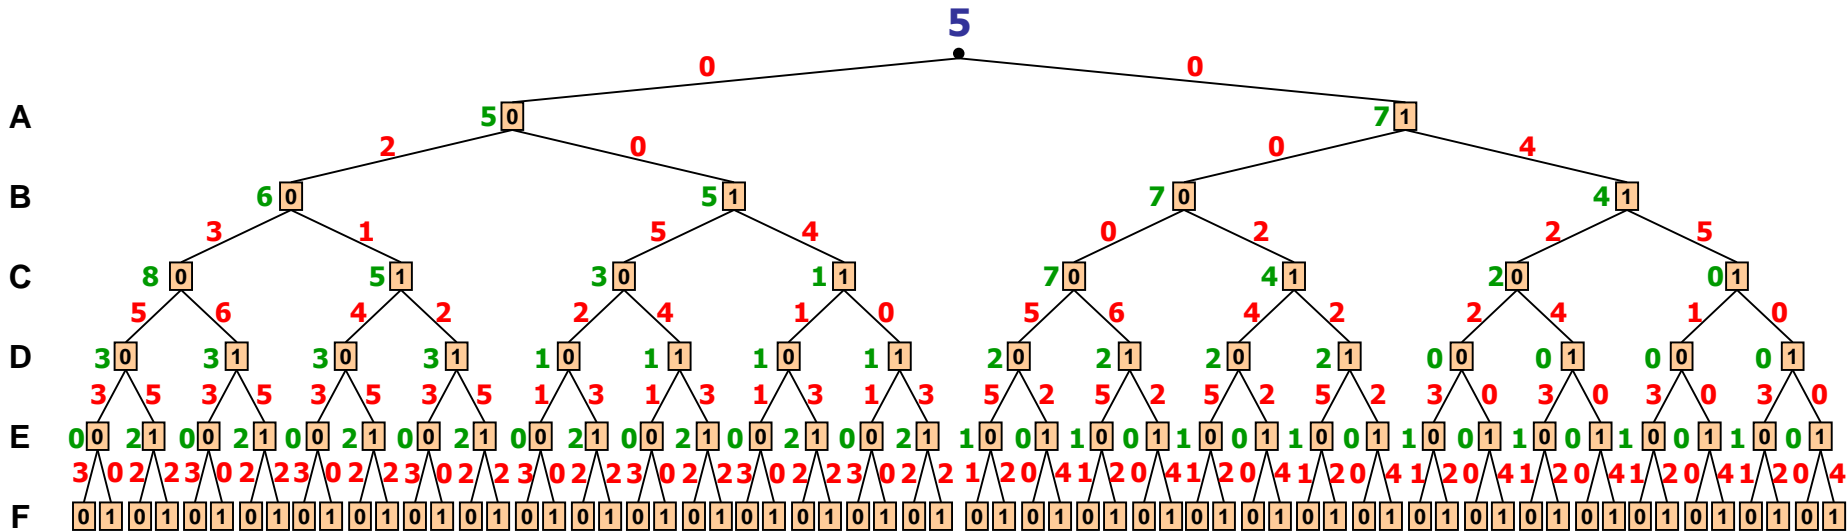 5
0 0
A 5 0 7 1
2 0 0 4
B 6 0 5 1 7 0 4 1
3 1 5 4 0 2 2 5
C 8 0 5 1 3 0 1 1 7 0 4 1 2 0 0 1
5 6 4 2 2 4 1 0 5 6 4 2 2 4 1 0
D 3 0 3 1 3 0 3 1 1 0 1 1 1 0 1 1 2 0 2 1 2 0 2 1 0 0 0 1 0 0 0 1
3 5 3 5 3 5 3 5 1 3 1 3 1 3 1 3 5 2 5 2 5 2 5 2 3 0 3 0 3 0 3 0
E 0 0 2 1 0 0 2 1 0 0 2 1 0 0 2 1 0 0 2 1 0 0 2 1 0 0 2 1 0 0 2 1 1 0 0 1 1 0 0 1 1 0 0 1 1 0 0 1 1 0 0 1 1 0 0 1 1 0 0 1 1 0 0 1
3 0 2 2 3 0 2 2 3 0 2 2 3 0 2 2 3 0 2 2 3 0 2 2 3 0 2 2 3 0 2 2 1 2 0 4 1 2 0 4 1 2 0 4 1 2 0 4 1 2 0 4 1 2 0 4 1 2 0 4 1 2 0 4
F 0 1 0 1 0 1 0 1 0 1 0 1 0 1 0 1 0 1 0 1 0 1 0 1 0 1 0 1 0 1 0 1 0 1 0 1 0 1 0 1 0 1 0 1 0 1 0 1 0 1 0 1 0 1 0 1 0 1 0 1 0 1 0 1